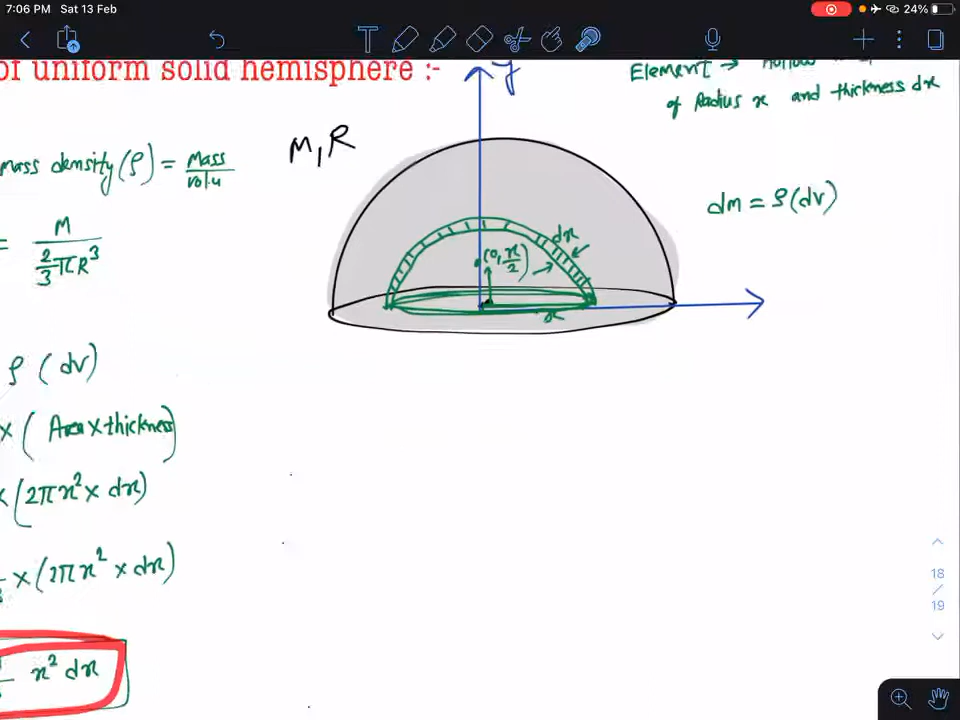 7:06 PM Sat 13 Feb
24%
of uniform solid hemisphere :-
y
Element →
of Radius x and thickness dx
M, R
mass density (ρ) = Mass
volu
= M
2/3 πR³
dm = ρ(dv)
dx
(0, x/2)
x
ρ (dv)
× (Area × thickness)
× (2πx² × dx)
× (2πx² × dx)
x² dx
18
/
19